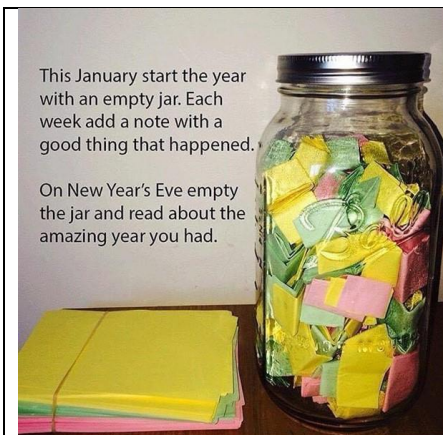 This January start the year
with an empty jar. Each
week add a note with a
good thing that happened.
On New Year's Eve empty
the jar and read about the
amazing year you had.